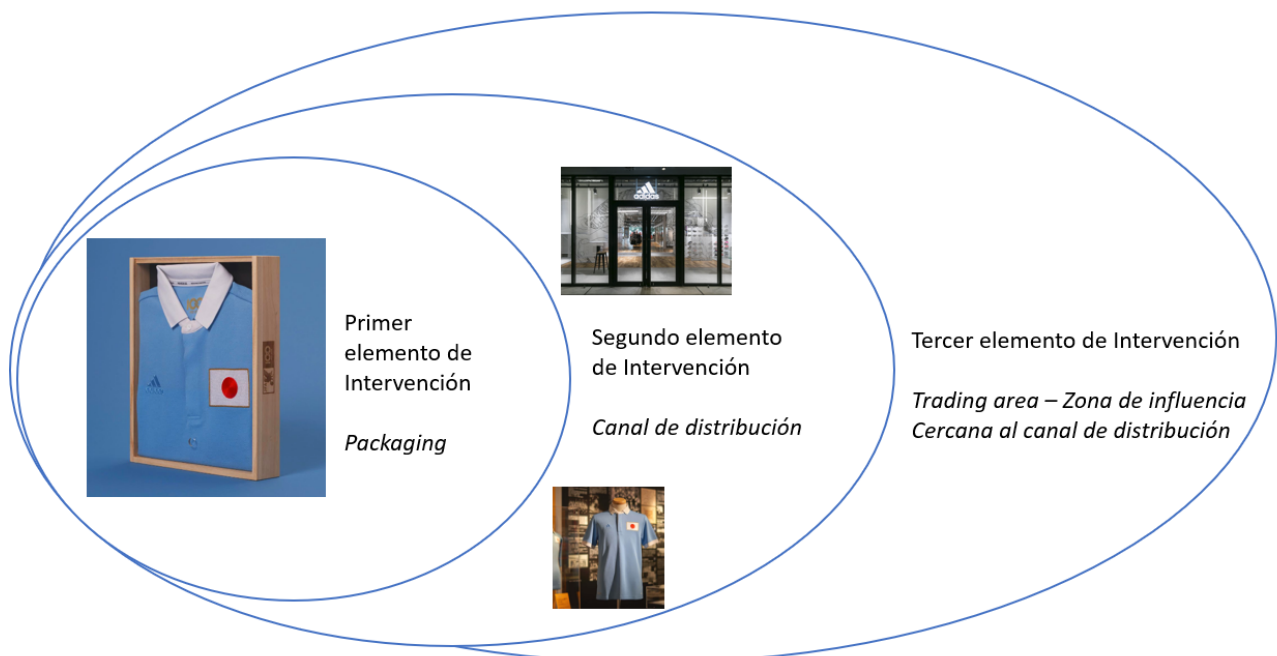 Primer
elemento de
Intervención
Packaging
adidas
Segundo elemento
de Intervención
Canal de distribución
Tercer elemento de Intervención
Trading area – Zona de influencia
Cercana al canal de distribución